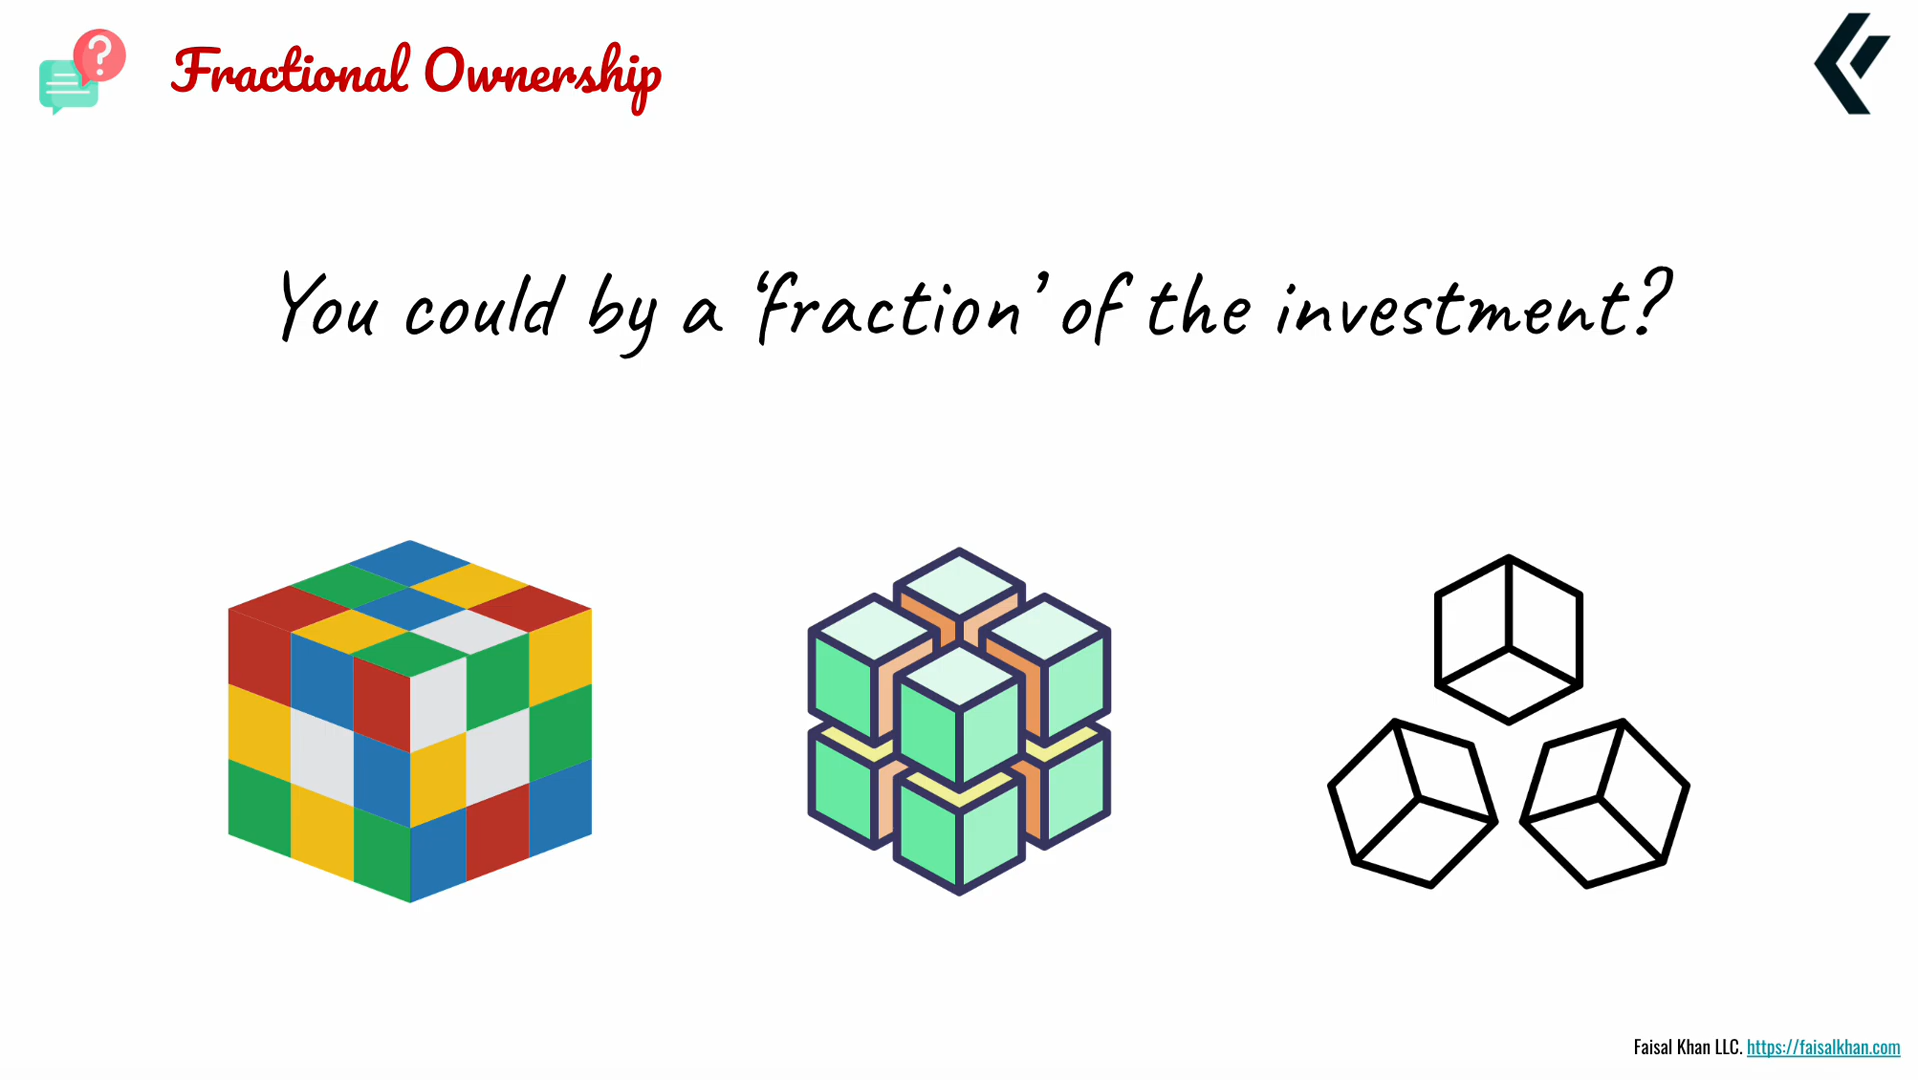 Fractional Ownership
You could by a ‘fraction’ of the investment?
Faisal Khan LLC. https://faisalkhan.com